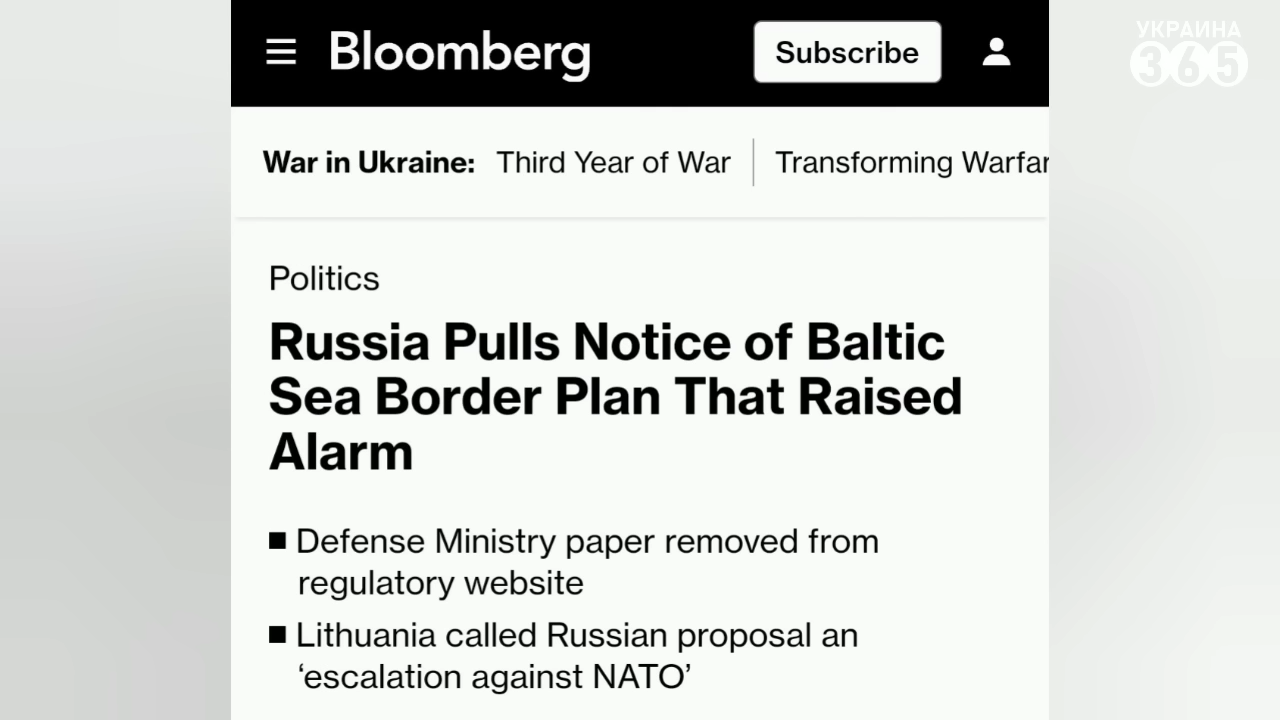 УКРАИНА
365
Bloomberg
Subscribe
War in Ukraine: Third Year of War Transforming Warfar
Politics
Russia Pulls Notice of Baltic
Sea Border Plan That Raised
Alarm
■ Defense Ministry paper removed from
regulatory website
■ Lithuania called Russian proposal an
‘escalation against NATO’